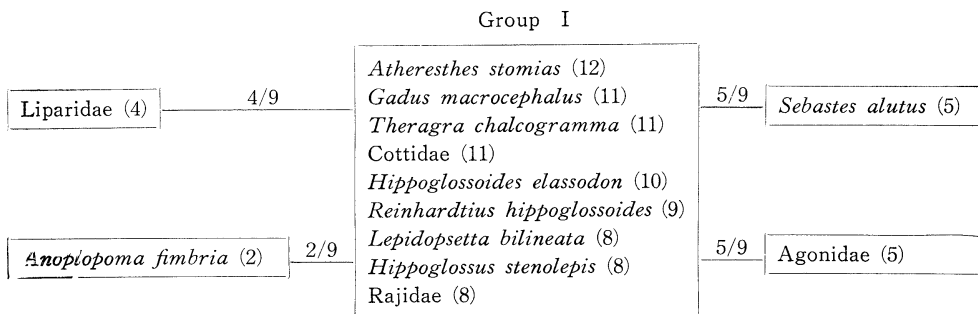 Group I
Atheresthes stomias (12)
Gadus macrocephalus (11)
Theragra chalcogramma (11)
Cottidae (11)
Hippoglossoides elassodon (10)
Reinhardtius hippoglossoides (9)
Lepidopsetta bilineata (8)
Hippoglossus stenolepis (8)
Rajidae (8)
Liparidae (4)
4/9
Anoplopoma fimbria (2)
2/9
5/9
Sebastes alutus (5)
5/9
Agonidae (5)